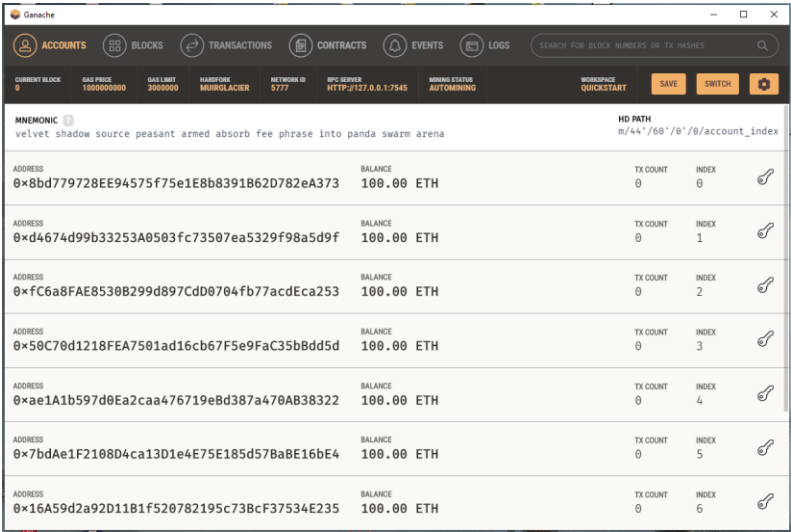 Ganache
ACCOUNTS BLOCKS TRANSACTIONS CONTRACTS EVENTS LOGS SEARCH FOR BLOCK NUMBERS OR TX HASHES
CURRENT BLOCK GAS PRICE GAS LIMIT HARDFORK NETWORK ID RPC SERVER MINING STATUS WORKSPACE
0 1000000000 3000000 MUIRGLACIER 5777 HTTP://127.0.0.1:7545 AUTOMINING QUICKSTART SAVE SWITCH
MNEMONIC ? HD PATH
velvet shadow source peasant armed absorb fee phrase into panda swarm arena m/44'/60'/0'/0/account_index
ADDRESS BALANCE TX COUNT INDEX
0×8bd779728EE94575f75e1E8b8391B62D782eA373 100.00 ETH 0 0
ADDRESS BALANCE TX COUNT INDEX
0×d4674d99b33253A0503fc73507ea5329f98a5d9f 100.00 ETH 0 1
ADDRESS BALANCE TX COUNT INDEX
0×fC6a8FAE8530B299d897CdD0704fb77acdEca253 100.00 ETH 0 2
ADDRESS BALANCE TX COUNT INDEX
0×50C70d1218FEA7501ad16cb67F5e9FaC35bBdd5d 100.00 ETH 0 3
ADDRESS BALANCE TX COUNT INDEX
0×ae1A1b597d0Ea2caa476719eBd387a470AB38322 100.00 ETH 0 4
ADDRESS BALANCE TX COUNT INDEX
0×7bdAe1F2108D4ca13D1e4E75E185d57BaBE16bE4 100.00 ETH 0 5
ADDRESS BALANCE TX COUNT INDEX
0×16A59d2a92D11B1f520782195c73BcF37534E235 100.00 ETH 0 6